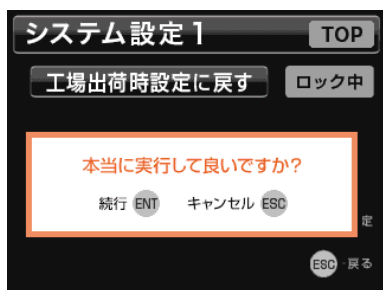 システム設定1 TOP
工場出荷時設定に戻す ロック中
本当に実行して良いですか?
続行 ENT キャンセル ESC
定
ESC ·戻る